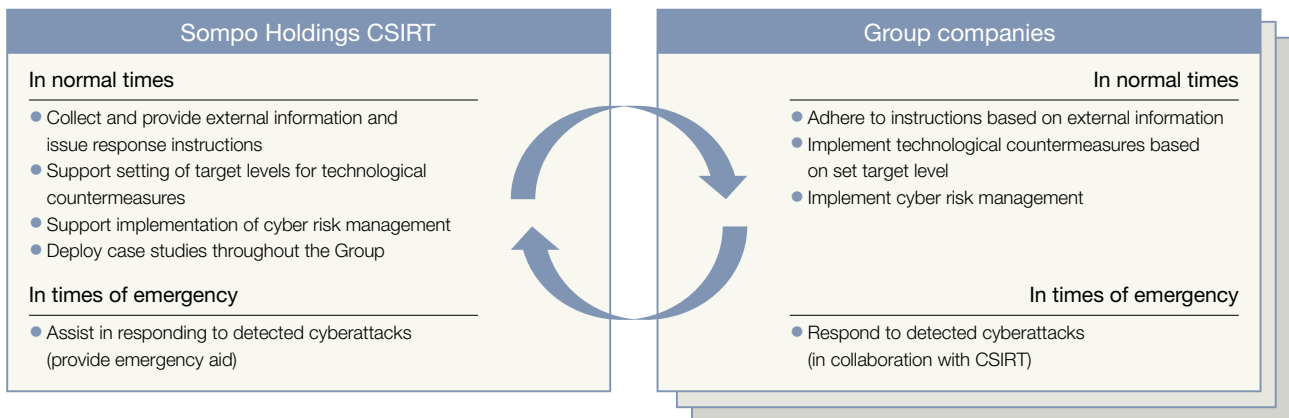 Sompo Holdings CSIRT
In normal times
● Collect and provide external information and
issue response instructions
● Support setting of target levels for technological
countermeasures
● Support implementation of cyber risk management
● Deploy case studies throughout the Group
In times of emergency
● Assist in responding to detected cyberattacks
(provide emergency aid)
Group companies
In normal times
● Adhere to instructions based on external information
● Implement technological countermeasures based
on set target level
● Implement cyber risk management
In times of emergency
● Respond to detected cyberattacks
(in collaboration with CSIRT)